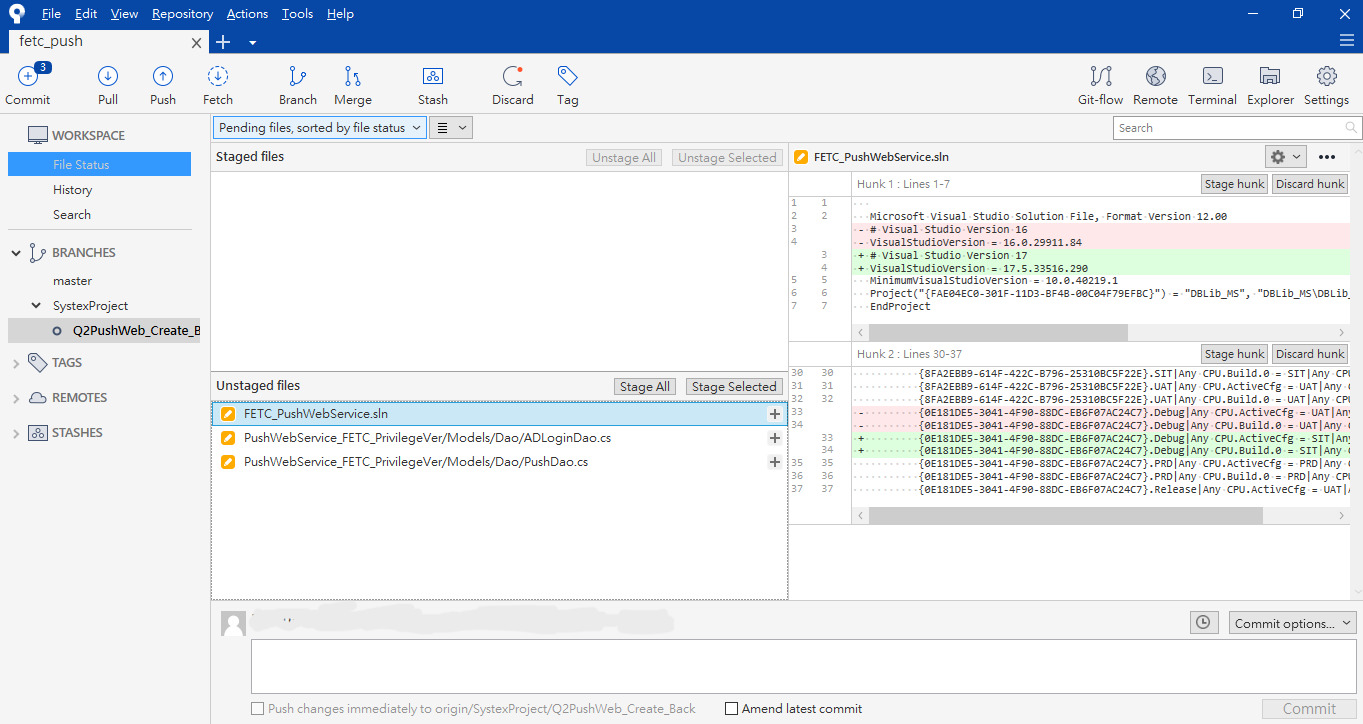 File Edit View Repository Actions Tools Help
fetc_push
3
Commit Pull Push Fetch Branch Merge Stash Discard Tag Git-flow Remote Terminal Explorer Settings
WORKSPACE
File Status
History
Search
BRANCHES
master
SystexProject
Q2PushWeb_Create_B
TAGS
REMOTES
STASHES
Pending files, sorted by file status
Search
Staged files Unstage All Unstage Selected
Unstaged files Stage All Stage Selected
FETC_PushWebService.sln
PushWebService_FETC_PrivilegeVer/Models/Dao/ADLoginDao.cs
PushWebService_FETC_PrivilegeVer/Models/Dao/PushDao.cs
FETC_PushWebService.sln
Hunk 1 : Lines 1-7 Stage hunk Discard hunk
1 1
2 2 Microsoft Visual Studio Solution File, Format Version 12.00
3 - # Visual Studio Version 16
4 - VisualStudioVersion = 16.0.29911.84
3 + # Visual Studio Version 17
4 + VisualStudioVersion = 17.5.33516.290
5 5 MinimumVisualStudioVersion = 10.0.40219.1
6 6 Project("{FAE04EC0-301F-11D3-BF4B-00C04F79EFBC}") = "DBLib_MS", "DBLib_MS\DBLib_
7 7 EndProject
Hunk 2 : Lines 30-37 Stage hunk Discard hunk
30 30 {8FA2EBB9-614F-422C-B796-25310BC5F22E}.SIT|Any CPU.Build.0 = SIT|Any CPU
31 31 {8FA2EBB9-614F-422C-B796-25310BC5F22E}.UAT|Any CPU.ActiveCfg = UAT|Any C
32 32 {8FA2EBB9-614F-422C-B796-25310BC5F22E}.UAT|Any CPU.Build.0 = UAT|Any CPU
33 - {0E181DE5-3041-4F90-88DC-EB6F07AC24C7}.Debug|Any CPU.ActiveCfg = UAT|Any
34 - {0E181DE5-3041-4F90-88DC-EB6F07AC24C7}.Debug|Any CPU.Build.0 = UAT|Any C
33 + {0E181DE5-3041-4F90-88DC-EB6F07AC24C7}.Debug|Any CPU.ActiveCfg = SIT|Any
34 + {0E181DE5-3041-4F90-88DC-EB6F07AC24C7}.Debug|Any CPU.Build.0 = SIT|Any C
35 35 {0E181DE5-3041-4F90-88DC-EB6F07AC24C7}.PRD|Any CPU.ActiveCfg = PRD|Any C
36 36 {0E181DE5-3041-4F90-88DC-EB6F07AC24C7}.PRD|Any CPU.Build.0 = PRD|Any CPU
37 37 {0E181DE5-3041-4F90-88DC-EB6F07AC24C7}.Release|Any CPU.ActiveCfg = UAT|A
Commit options...
Push changes immediately to origin/SystexProject/Q2PushWeb_Create_Back Amend latest commit Commit